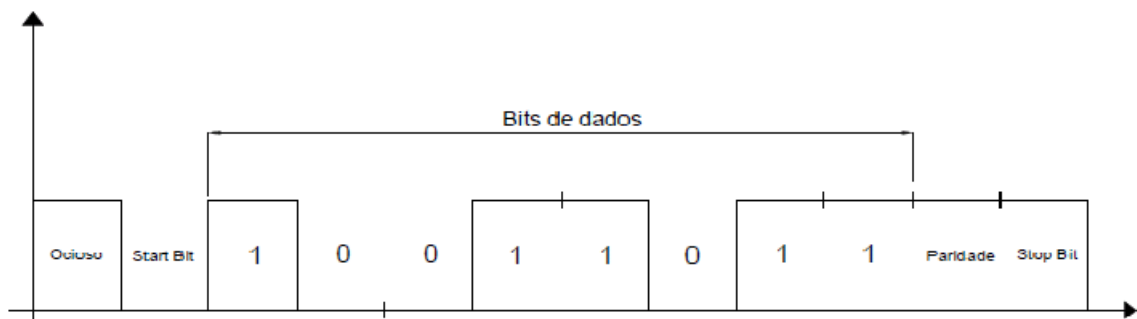 Bits de dados
Ocioso Start Bit 1 0 0 1 1 0 1 1 Paridade Stop Bit